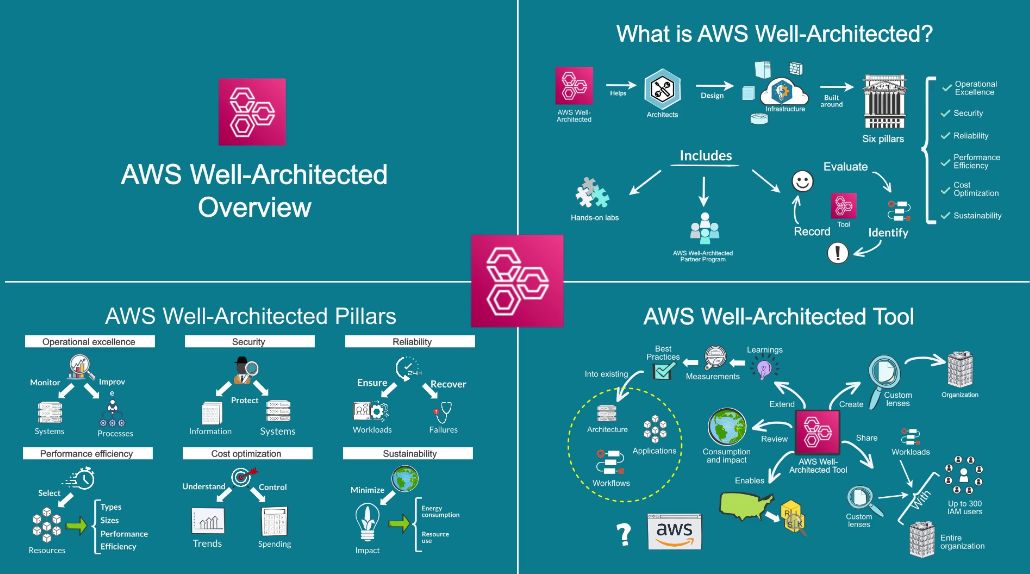 AWS Well-Architected
Overview
What is AWS Well-Architected?
AWS Well-
Architected
Helps
Architects
Design
Infrastructure
Built
around
Six pillars
Operational
Excellence
Security
Reliability
Performance
Efficiency
Cost
Optimization
Sustainability
Includes
Hands-on labs
AWS Well-Architected
Partner Program
Evaluate
Tool
Record
Identify
!
AWS Well-Architected Pillars
Operational excellence
Monitor
Improv
e
Systems
Processes
Security
Protect
Information
Systems
Reliability
24H
Ensure
Recover
Workloads
Failures
Performance efficiency
Select
Resources
Types
Sizes
Performance
Efficiency
Cost optimization
Understand
Control
Trends
Spending
Sustainability
Minimize
Impact
Energy
consumption
Resource
use
AWS Well-Architected Tool
Best
Practices
Measurements
Learnings
Into existing
Architecture
Applications
Workflows
Extend
Create
Custom
lenses
Organization
Review
Consumption
and impact
AWS Well-
Architected Tool
Share
Workloads
Enables
With
Up to 300
IAM users
Custom
lenses
Entire
organization
?
aws